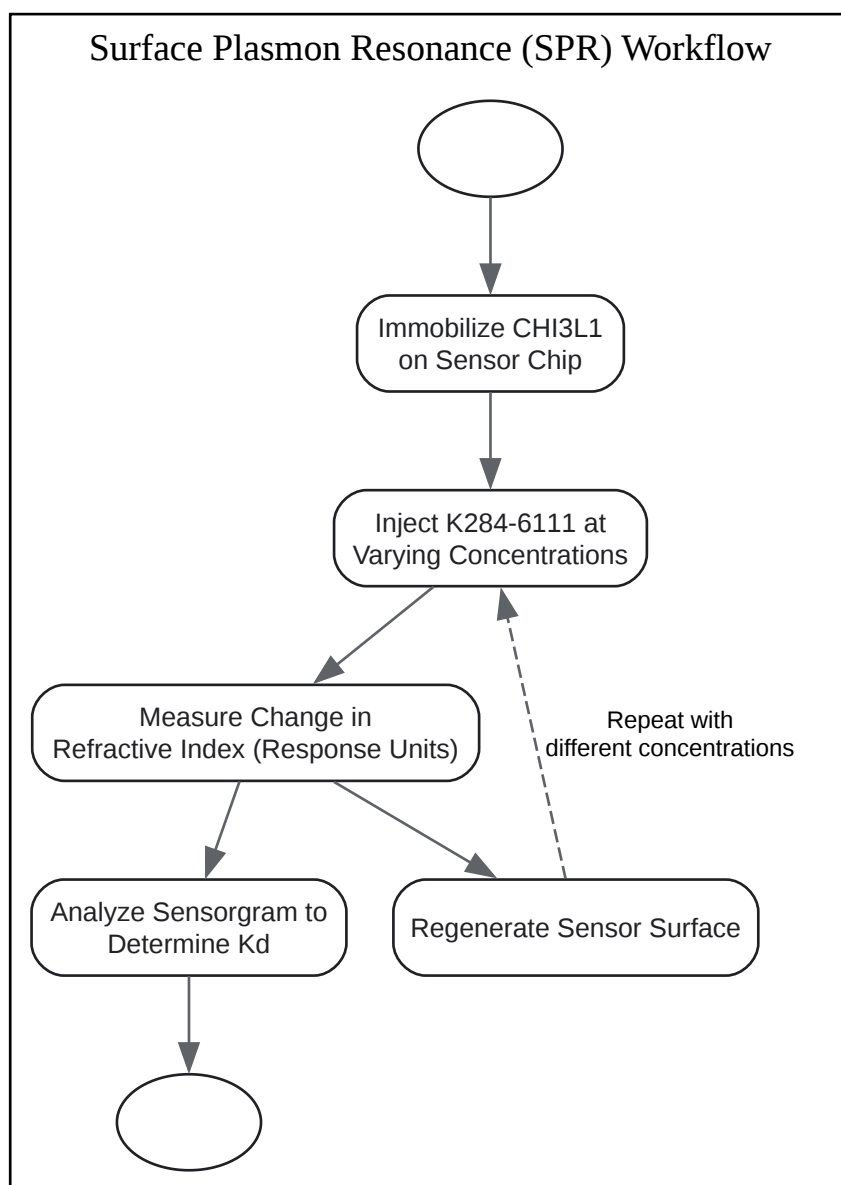 Surface Plasmon Resonance (SPR) Workflow
Immobilize CHI3L1
on Sensor Chip
Inject K284-6111 at
Varying Concentrations
Measure Change in
Refractive Index (Response Units)
Repeat with
different concentrations
Analyze Sensorgram to
Determine Kd
Regenerate Sensor Surface